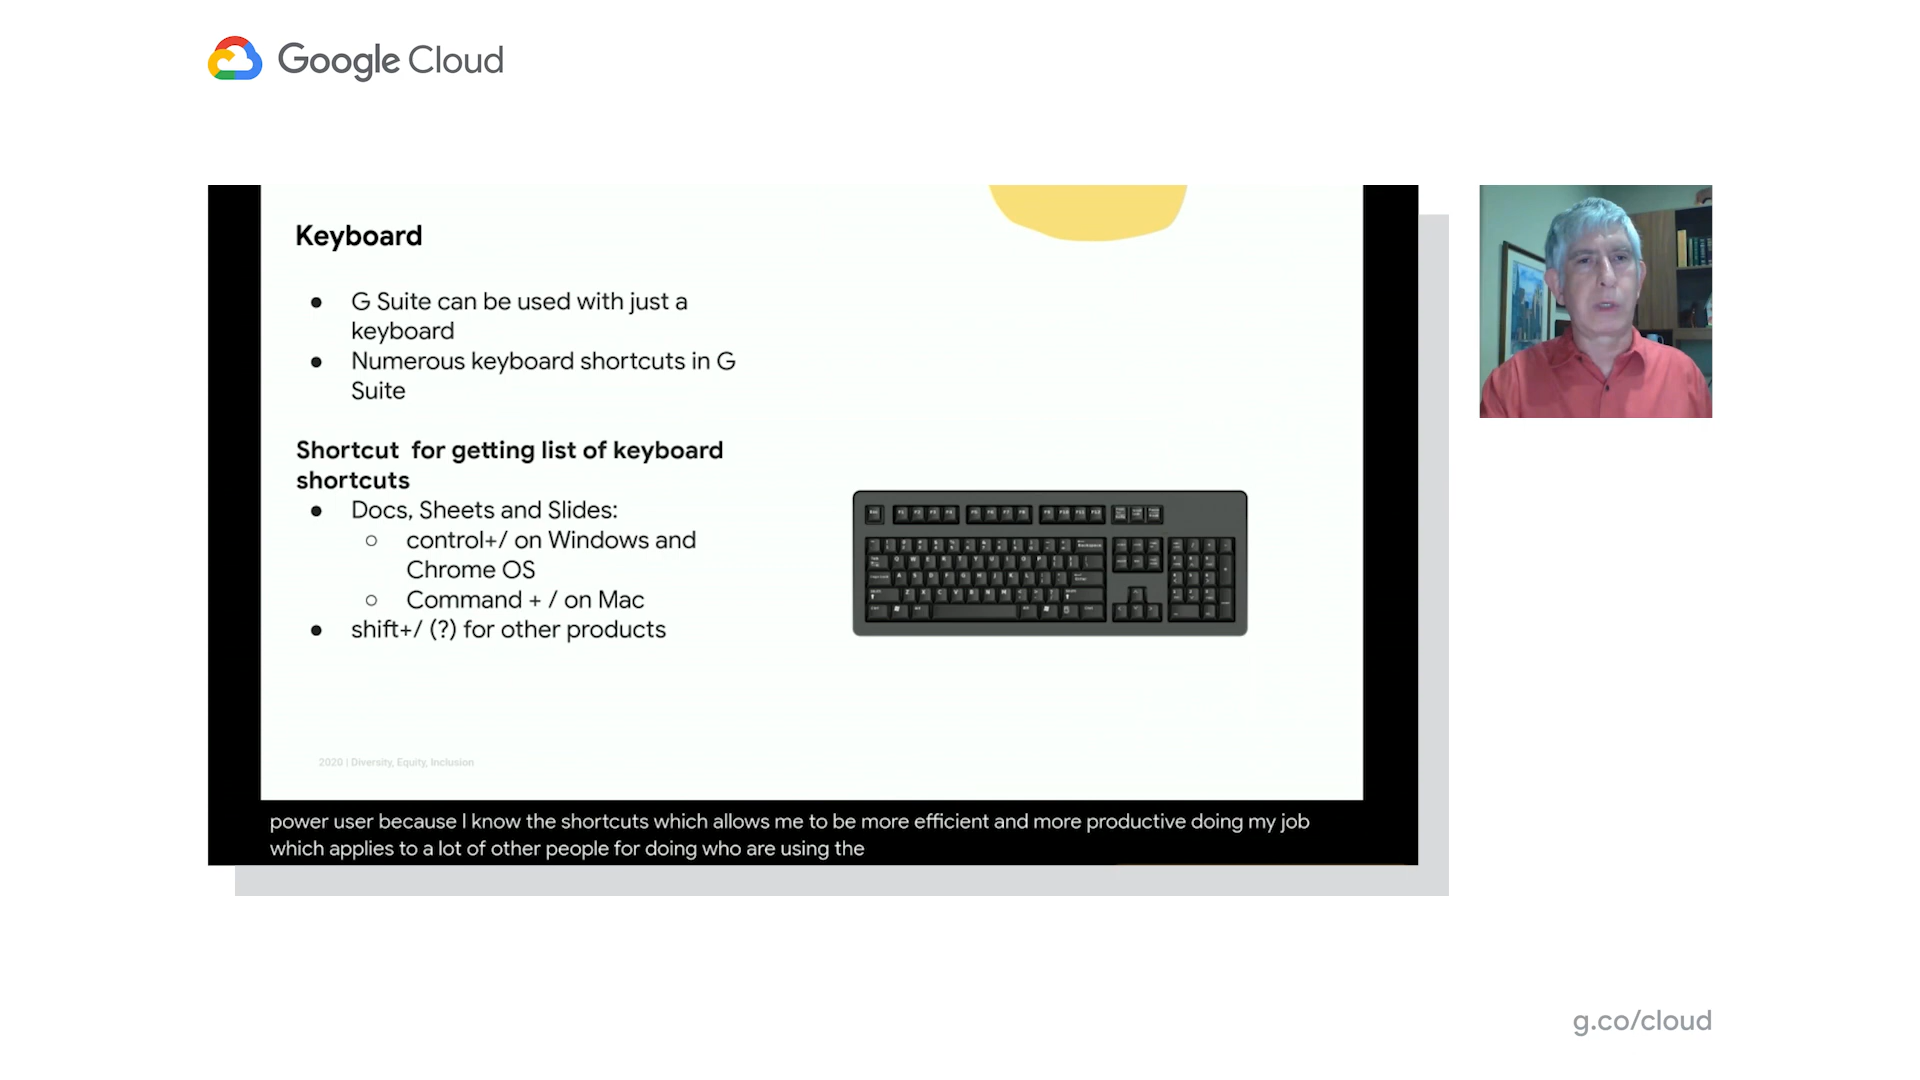 Google Cloud
Keyboard
● G Suite can be used with just a
keyboard
● Numerous keyboard shortcuts in G
Suite
Shortcut  for getting list of keyboard
shortcuts
● Docs, Sheets and Slides:
○ control+/ on Windows and
Chrome OS
○ Command + / on Mac
● shift+/ (?) for other products
2020 | Diversity, Equity, Inclusion
power user because I know the shortcuts which allows me to be more efficient and more productive doing my job
which applies to a lot of other people for doing who are using the
g.co/cloud